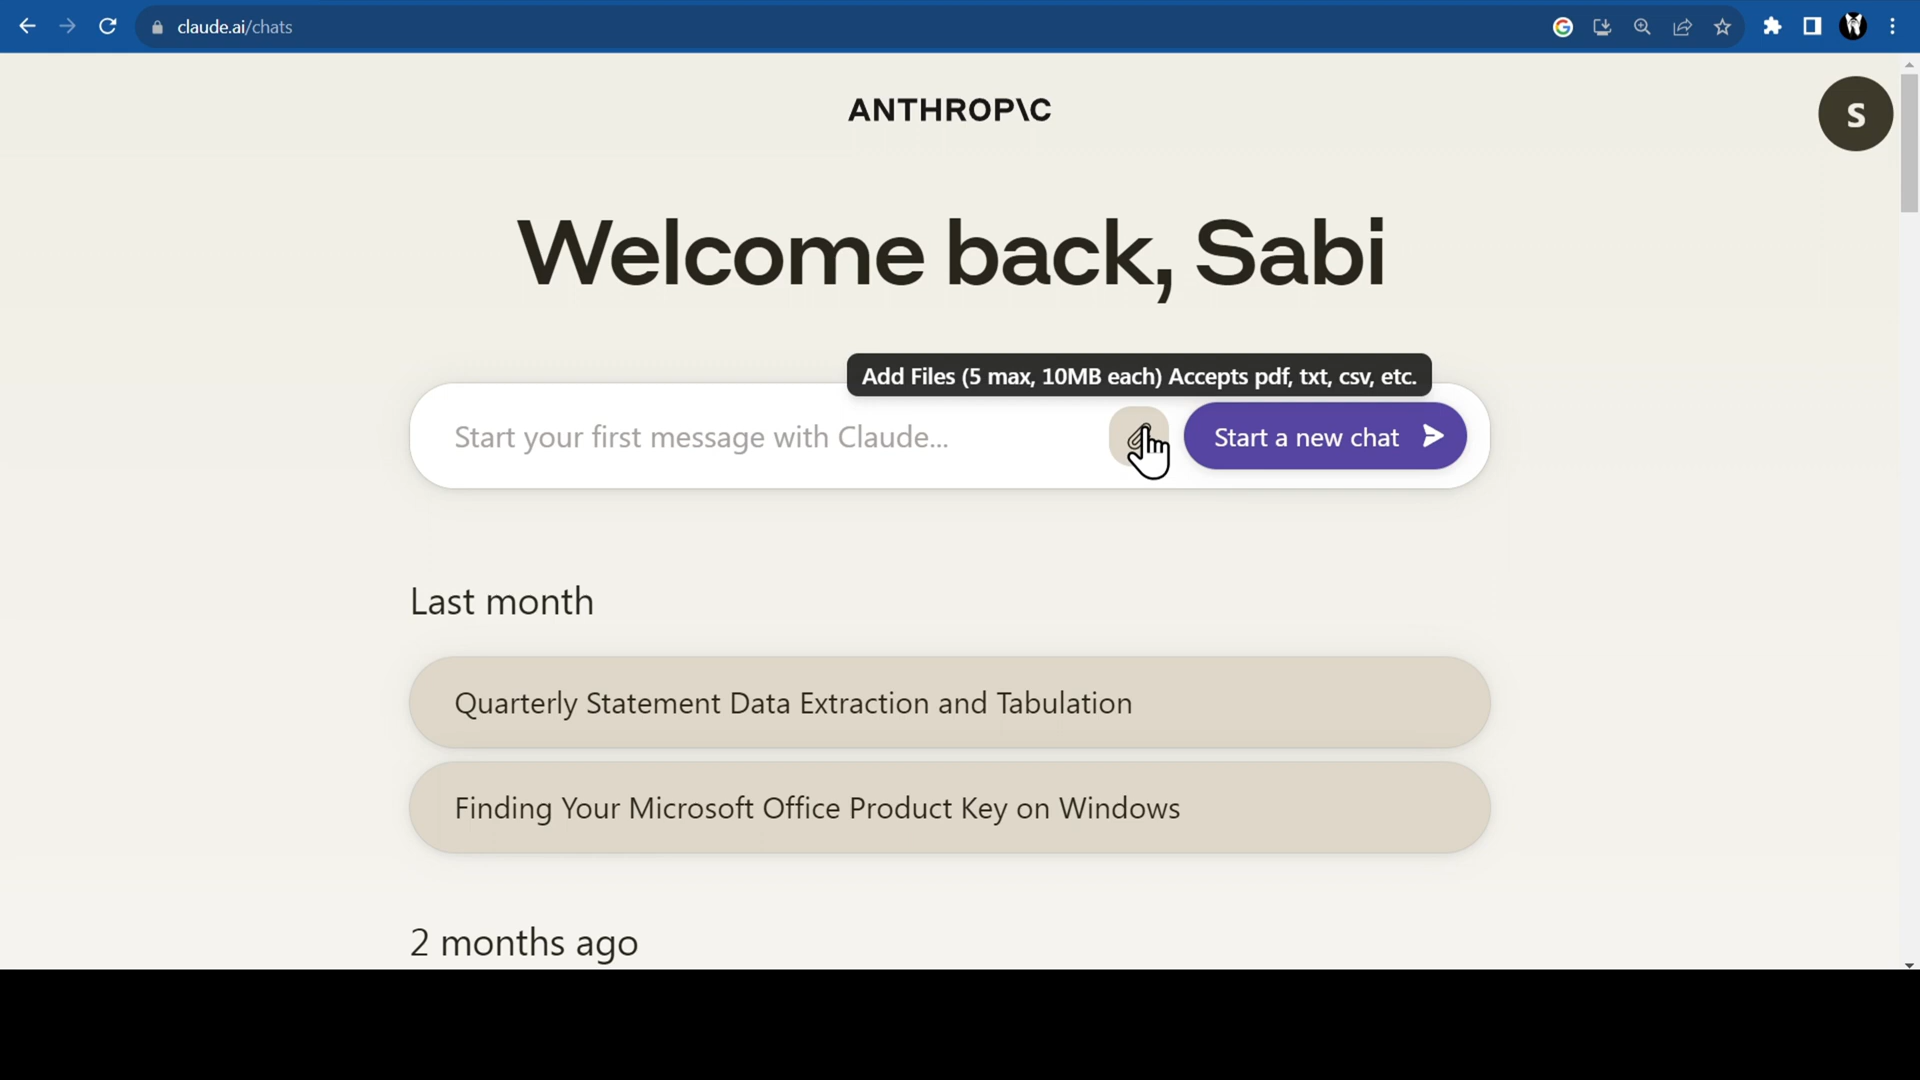 claude.ai/chats
ANTHROP\C
S
Welcome back, Sabi
Add Files (5 max, 10MB each) Accepts pdf, txt, csv, etc.
Start your first message with Claude...
Start a new chat
Last month
Quarterly Statement Data Extraction and Tabulation
Finding Your Microsoft Office Product Key on Windows
2 months ago